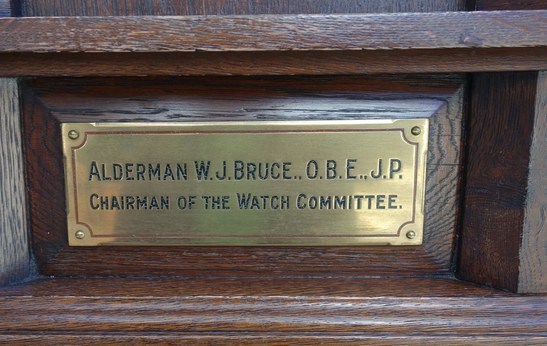 ALDERMAN W.J. BRUCE., O.B.E., J.P.
CHAIRMAN OF THE WATCH COMMITTEE.